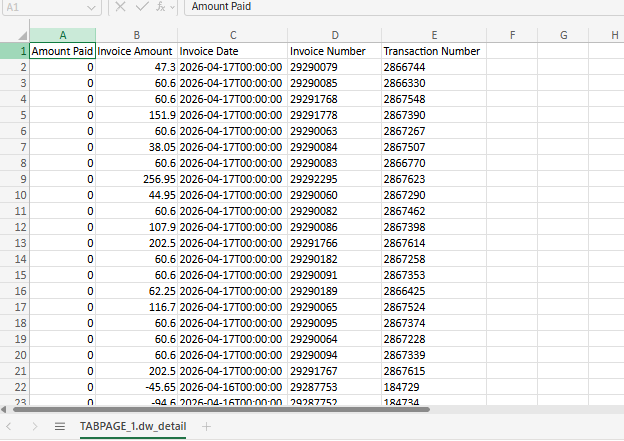 A1 fx Amount Paid
A B C D E F G H
1 Amount Paid Invoice Amount Invoice Date Invoice Number Transaction Number
2 0 47.3 2026-04-17T00:00:00 29290079 2866744
3 0 60.6 2026-04-17T00:00:00 29290085 2866330
4 0 60.6 2026-04-17T00:00:00 29291768 2867548
5 0 151.9 2026-04-17T00:00:00 29291778 2867390
6 0 60.6 2026-04-17T00:00:00 29290063 2867267
7 0 38.05 2026-04-17T00:00:00 29290084 2867507
8 0 60.6 2026-04-17T00:00:00 29290083 2866770
9 0 256.95 2026-04-17T00:00:00 29292295 2867623
10 0 44.95 2026-04-17T00:00:00 29290060 2867290
11 0 60.6 2026-04-17T00:00:00 29290082 2867462
12 0 107.9 2026-04-17T00:00:00 29290086 2867398
13 0 202.5 2026-04-17T00:00:00 29291766 2867614
14 0 60.6 2026-04-17T00:00:00 29290182 2867258
15 0 60.6 2026-04-17T00:00:00 29290091 2867353
16 0 62.25 2026-04-17T00:00:00 29290189 2866425
17 0 116.7 2026-04-17T00:00:00 29290065 2867524
18 0 60.6 2026-04-17T00:00:00 29290095 2867374
19 0 60.6 2026-04-17T00:00:00 29290064 2867228
20 0 60.6 2026-04-17T00:00:00 29290094 2867339
21 0 202.5 2026-04-17T00:00:00 29291767 2867615
22 0 -45.65 2026-04-16T00:00:00 29287753 184729
23 0 -94.6 2026-04-16T00:00:00 29287752 184734
TABPAGE_1.dw_detail